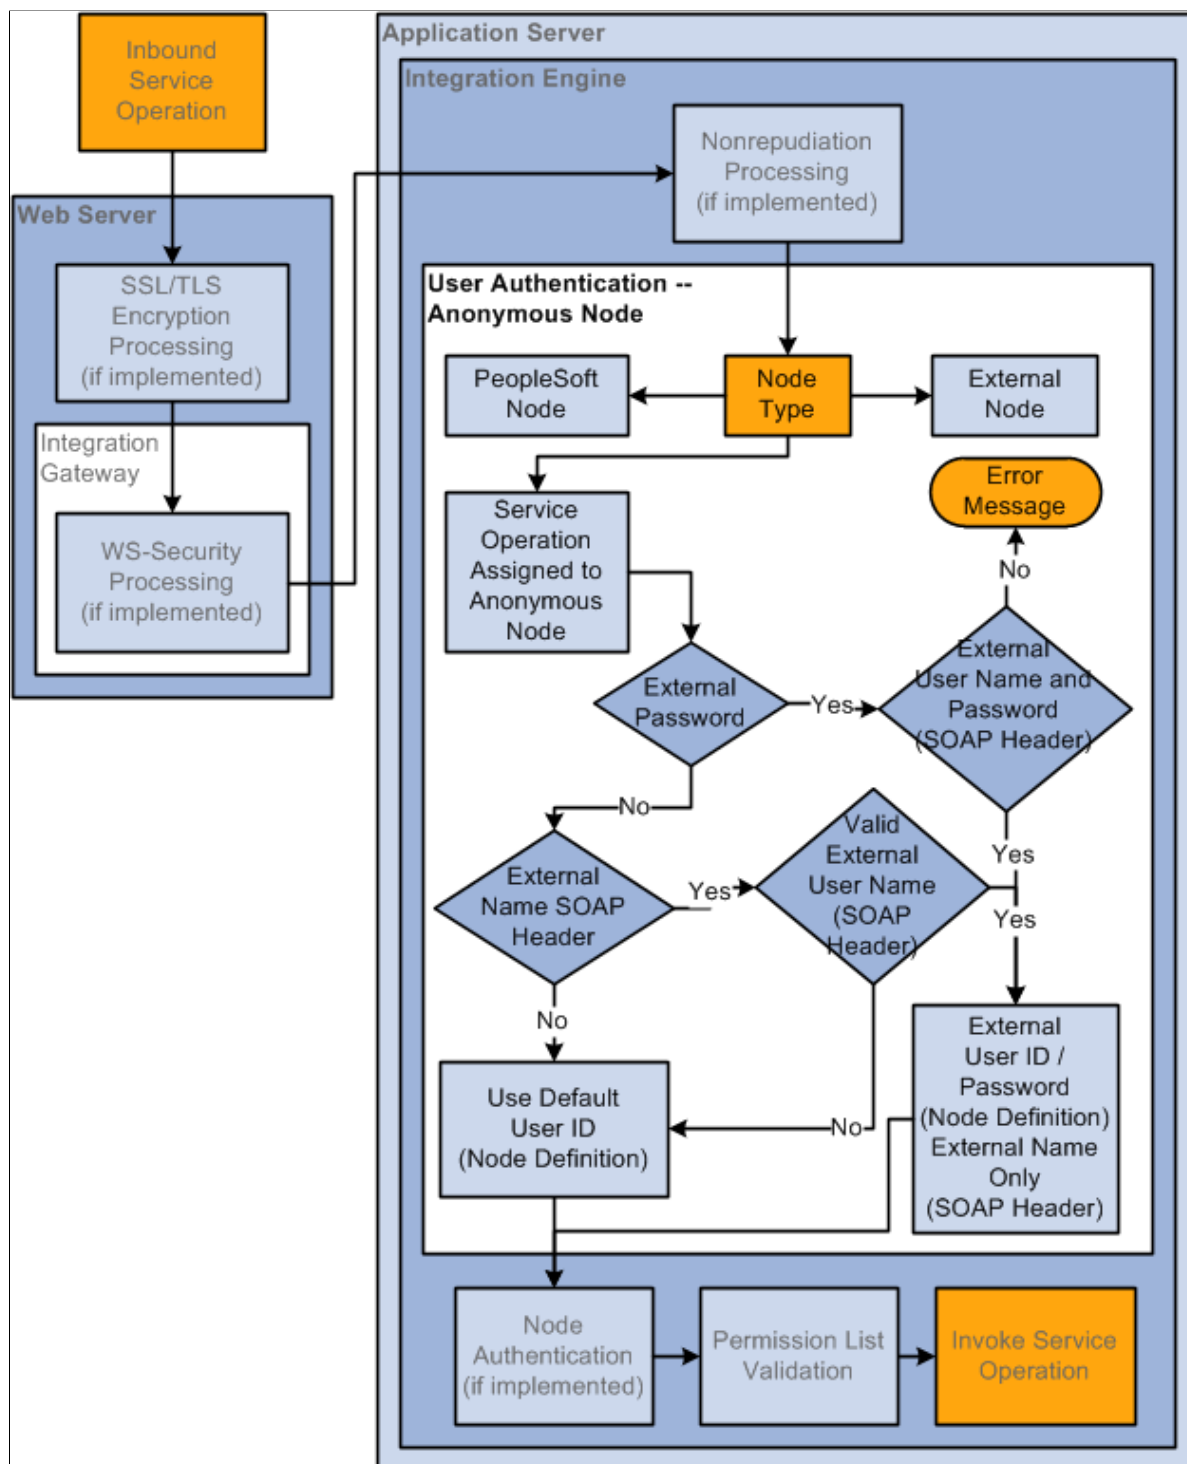 Inbound
Service
Operation
Web Server
SSL/TLS
Encryption
Processing
(if implemented)
Integration
Gateway
WS-Security
Processing
(if implemented)
Application Server
Integration Engine
Nonrepudiation
Processing
(if implemented)
User Authentication --
Anonymous Node
PeopleSoft
Node
Node
Type
External
Node
Service
Operation
Assigned to
Anonymous
Node
Error
Message
No
External
Password
Yes
External
User Name and
Password
(SOAP Header)
No
Yes
External
Name SOAP
Header
Yes
Valid
External
User Name
(SOAP
Header)
Yes
No
No
Use Default
User ID
(Node Definition)
External
User ID /
Password
(Node Definition)
External Name
Only
(SOAP Header)
Node
Authentication
(if implemented)
Permission List
Validation
Invoke Service
Operation